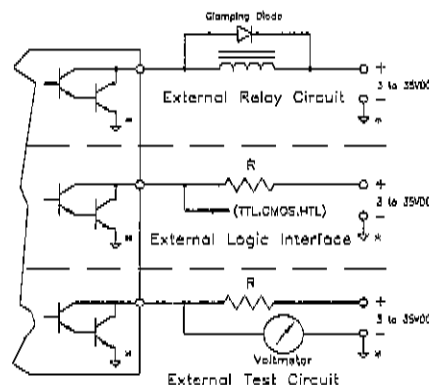 Clamping Diode
+
3 to 35VDC
External Relay Circuit
−
*
*
R
+
3 to 35VDC
(TTL,CMOS,HTL)
−
External Logic Interface
*
*
R
+
3 to 35VDC
−
Voltmeter
*
*
External Test Circuit